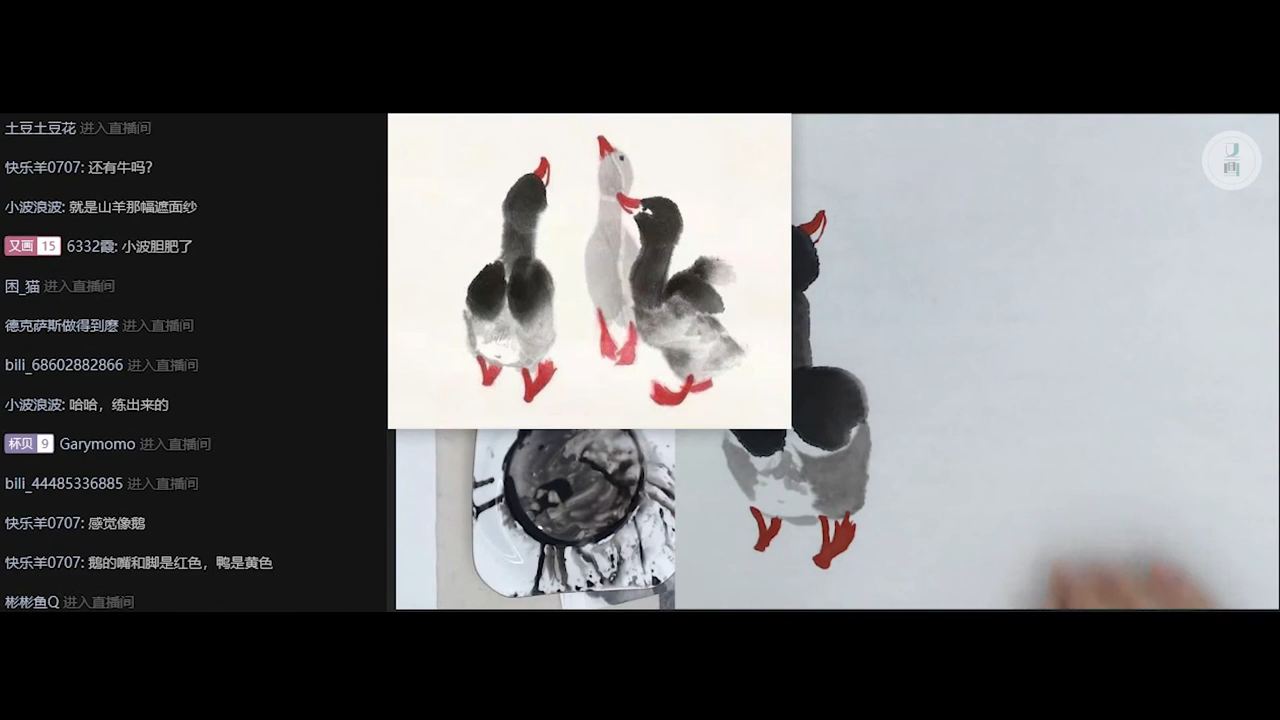 土豆土豆花 进入直播间
快乐羊0707: 还有牛吗?
小波浪波: 就是山羊那幅遮面纱
又画 15 6332霞: 小波胆肥了
困_猫 进入直播间
德克萨斯做得到麽 进入直播间
bili_68602882866 进入直播间
小波浪波: 哈哈，练出来的
杯贝 9 Garymomo 进入直播间
bili_44485336885 进入直播间
快乐羊0707: 感觉像鹅
快乐羊0707: 鹅的嘴和脚是红色，鸭是黄色
彬彬鱼Q 进入直播间
又画